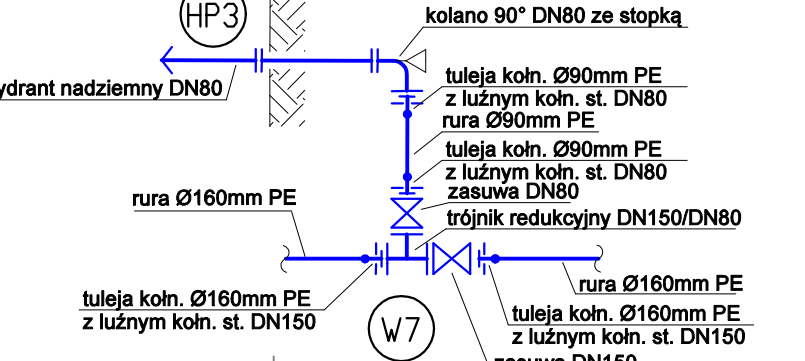 HP3
kolano 90° DN80 ze stopką
tuleja kołn. Ø90mm PE
z luźnym kołn. st. DN80
nadziemny DN80
rura Ø90mm PE
tuleja kołn. Ø90mm PE
z luźnym kołn. st. DN80
zasuwa DN80
rura Ø160mm PE
trójnik redukcyjny DN150/DN80
rura Ø160mm PE
tuleja kołn. Ø160mm PE
z luźnym kołn. st. DN150
W7
tuleja kołn. Ø160mm PE
z luźnym kołn. st. DN150
zasuwa DN150